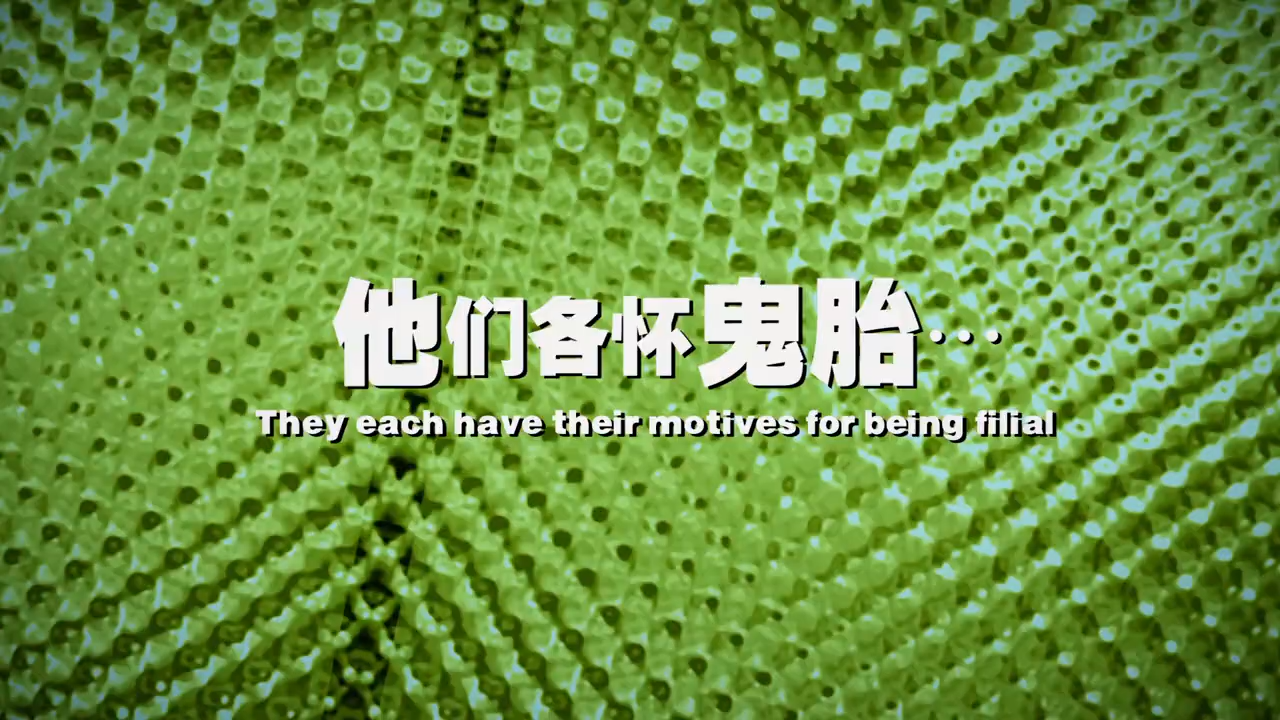 他们各怀鬼胎…
They each have their motives for being filial